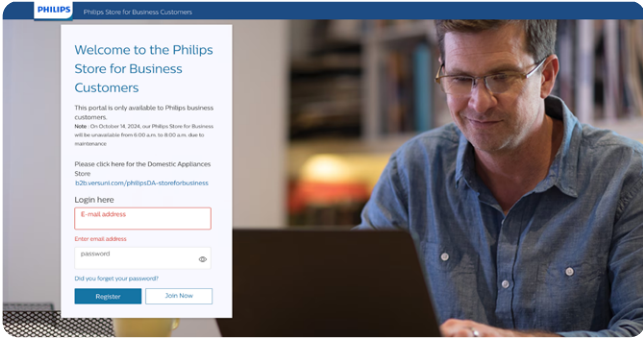 PHILIPS
Philips Store for Business Customers
Welcome to the Philips
Store for Business
Customers
This portal is only available to Philips business
customers.
Note : On October 14, 2024, our Philips Store for Business
will be unavailable from 6:00 a.m. to 8:00 a.m. due to
maintenance
Please click here for the Domestic Appliances
Store
b2b.versuni.com/philipsDA-storeforbusiness
Login here
E-mail address
Enter email address
password
Did you forget your password?
Register
Join Now